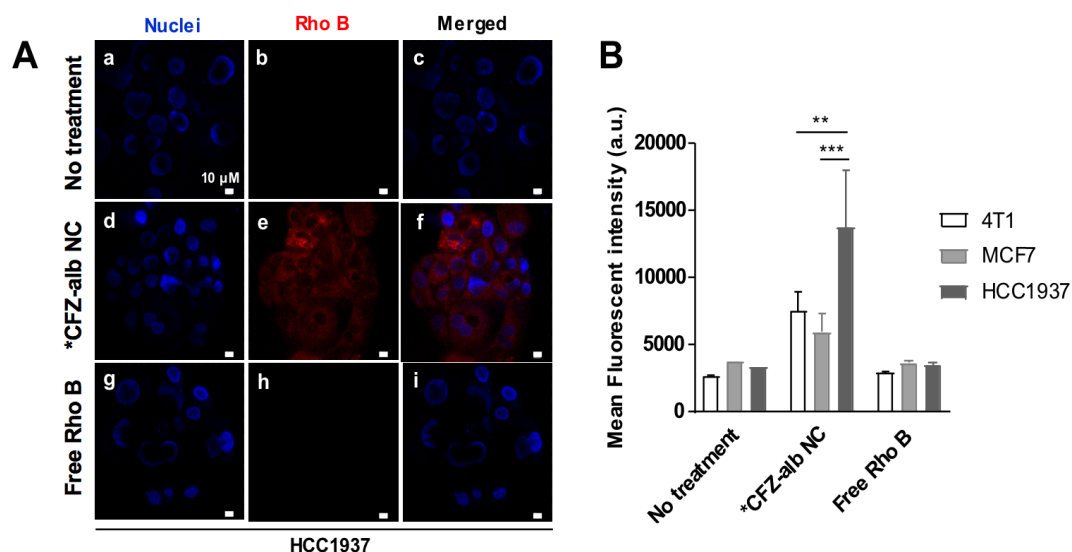 A
Nuclei
Rho B
Merged
No treatment
a
b
c
10 µM
*CFZ-alb NC
d
e
f
Free Rho B
g
h
i
HCC1937
B
Mean Fluorescent intensity (a.u.)
20000
15000
10000
5000
0
**
***
No treatment
*CFZ-alb NC
Free Rho B
4T1
MCF7
HCC1937